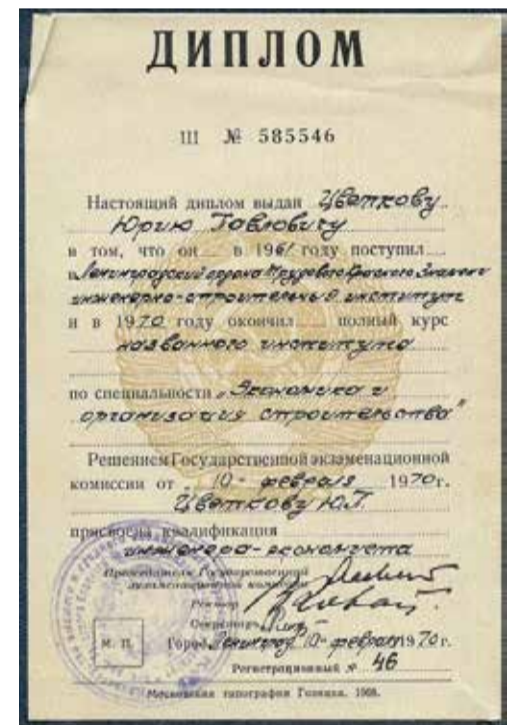 ДИПЛОМ
Ш № 585546
Настоящий диплом выдан Цветкову
Юрию Павловичу
в том, что он в 1961 году поступил
в Ленинградский ордена Трудового Красного Знамени
инженерно-строительный институт
и в 1970 году окончил полный курс
названного института
по специальности „Экономика и
организация строительства"
Решением Государственной экзаменационной
комиссии от 10 - февраля 1970 г.
Цветкову Ю.П.
присвоена квалификация
инженера-экономиста
Председатель Государственной
экзаменационной комиссии
Ректор
Секретарь
М. П. Город Ленинград 10 - февраля 1970 г.
Регистрационный № 46
Московская типография Гознака. 1968.